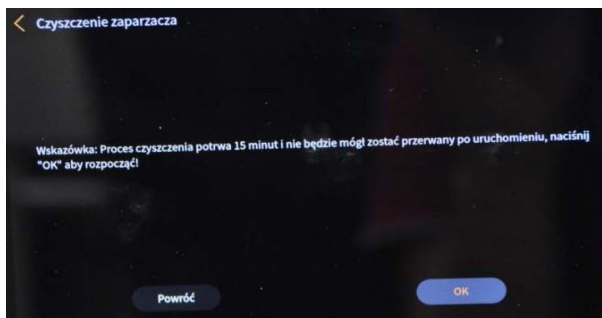 Czyszczenie zaparzacza
Wskazówka: Proces czyszczenia potrwa 15 minut i nie będzie mógł zostać przerwany po uruchomieniu, naciśnij
"OK" aby rozpocząć!
Powróć
OK